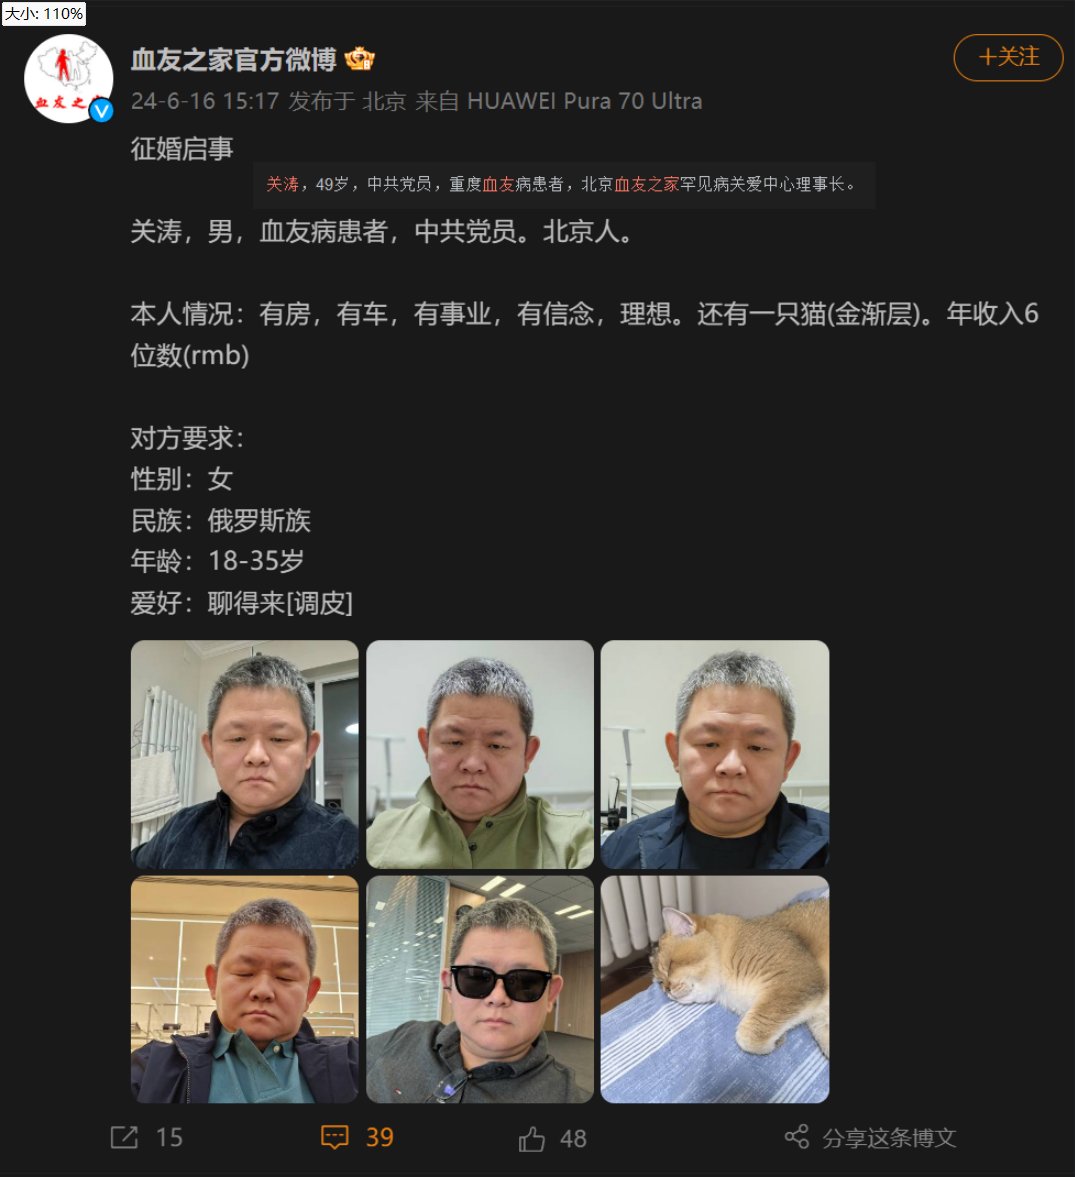 大小: 110%
血友之家官方微博
+关注
24-6-16 15:17 发布于 北京 来自 HUAWEI Pura 70 Ultra
血友之家
征婚启事
关涛，49岁，中共党员，重度血友病患者，北京血友之家罕见病关爱中心理事长。
关涛，男，血友病患者，中共党员。北京人。
本人情况：有房，有车，有事业，有信念，理想。还有一只猫(金渐层)。年收入6
位数(rmb)
对方要求：
性别：女
民族：俄罗斯族
年龄：18-35岁
爱好：聊得来[调皮]
15
39
48
分享这条博文